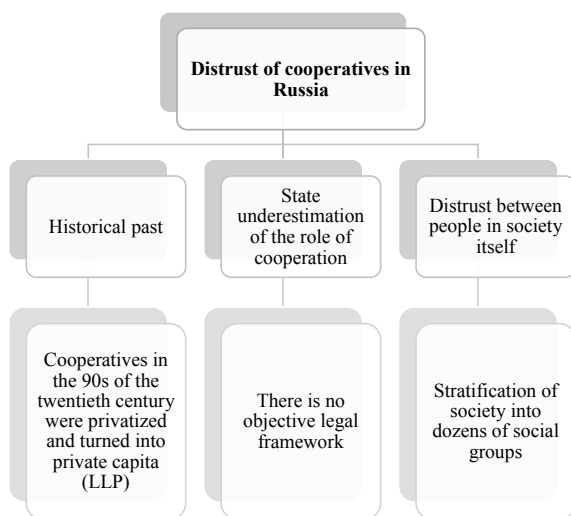 Distrust of cooperatives in
Russia
Historical past
State
underestimation
of the role of
cooperation
Distrust between
people in society
itself
Cooperatives in
the 90s of the
twentieth century
were privatized
and turned into
private capita
(LLP)
There is no
objective legal
framework
Stratification of
society into
dozens of social
groups